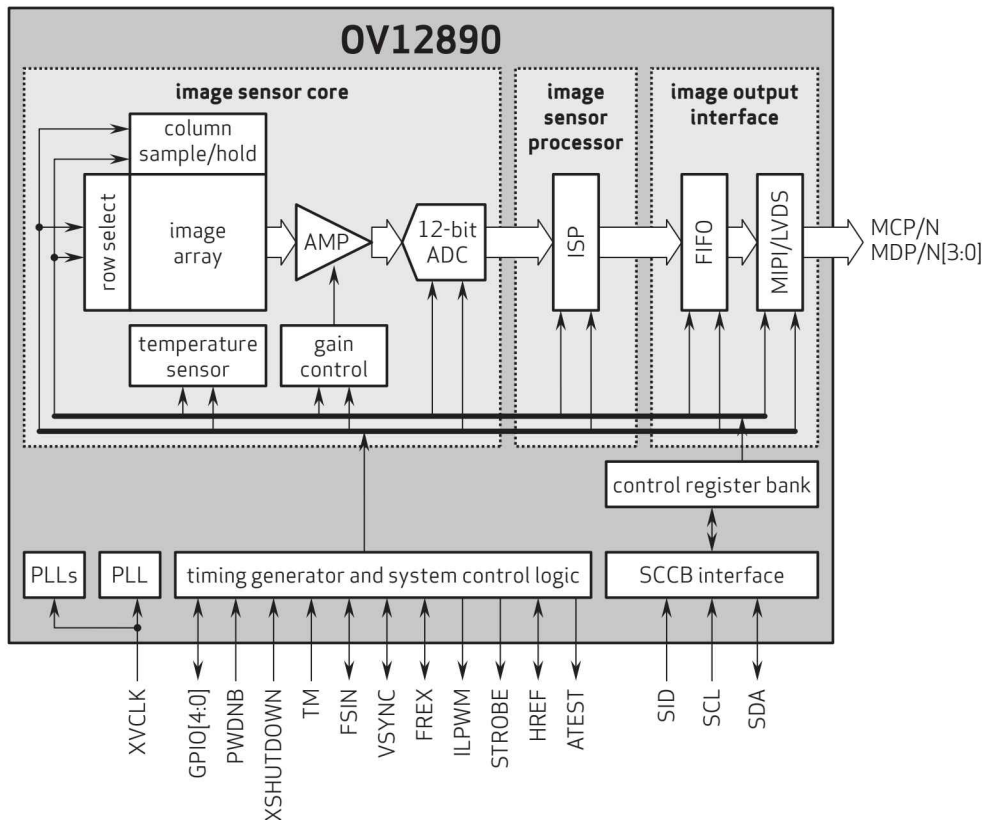 OV12890
image sensor core
image
sensor
processor
image output
interface
column
sample/hold
row select
image
array
AMP
12-bit
ADC
ISP
FIFO
MIPI/LVDS
MCP/N
MDP/N[3:0]
temperature
sensor
gain
control
control register bank
PLLs
PLL
timing generator and system control logic
SCCB interface
XVCLK
GPIO[4:0]
PWDNB
XSHUTDOWN
TM
FSIN
VSYNC
FREX
ILPWM
STROBE
HREF
ATEST
SID
SCL
SDA